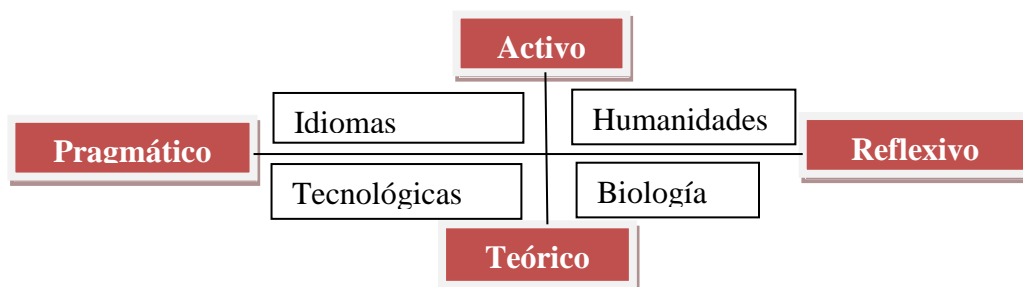 Activo
Idiomas
Humanidades
Pragmático
Reflexivo
Tecnológicas
Biología
Teórico